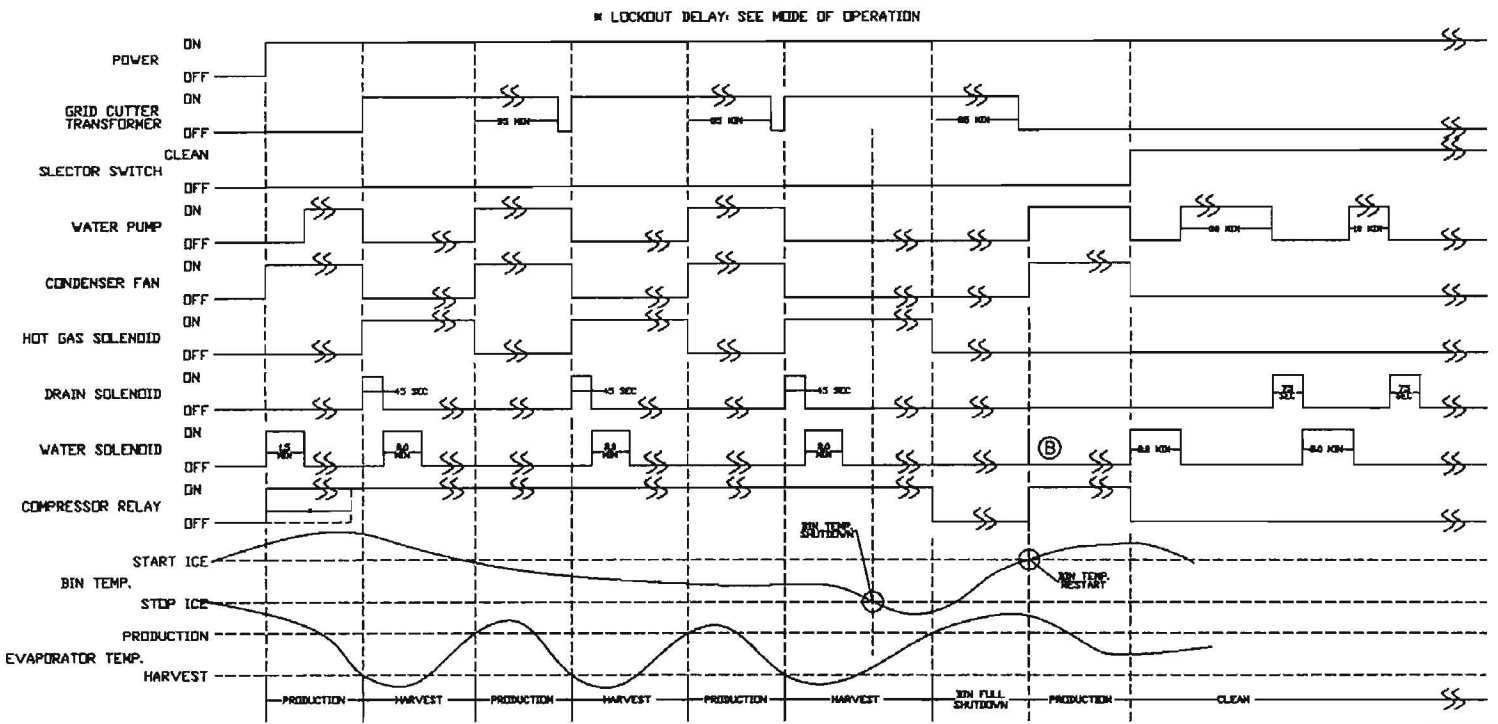 * LOCKOUT DELAY: SEE MODE OF OPERATION
POWER
ON
OFF
GRID CUTTER
TRANSFORMER
ON
OFF
SLECTOR SWITCH
CLEAN
OFF
WATER PUMP
ON
OFF
CONDENSER FAN
ON
OFF
HOT GAS SOLENOID
ON
OFF
DRAIN SOLENOID
ON
OFF
45 SEC
45 SEC
45 SEC
WATER SOLENOID
ON
OFF
1.5 MIN
B
COMPRESSOR RELAY
ON
OFF
*
BIN TEMP.
SHUTDOWN
START ICE
BIN TEMP.
STOP ICE
BIN TEMP.
RESTART
PRODUCTION
EVAPORATOR TEMP.
HARVEST
PRODUCTION
HARVEST
PRODUCTION
HARVEST
PRODUCTION
HARVEST
BIN FULL
SHUTDOWN
PRODUCTION
CLEAN